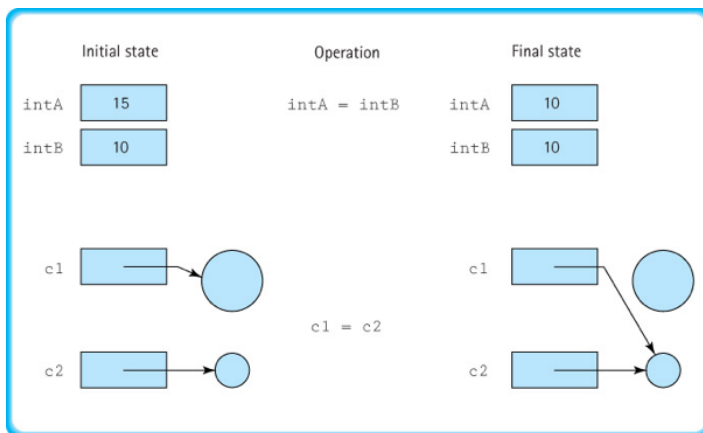 Initial state Operation Final state
intA 15 intA = intB intA 10
intB 10 intB 10
c1 c1
c1 = c2
c2 c2